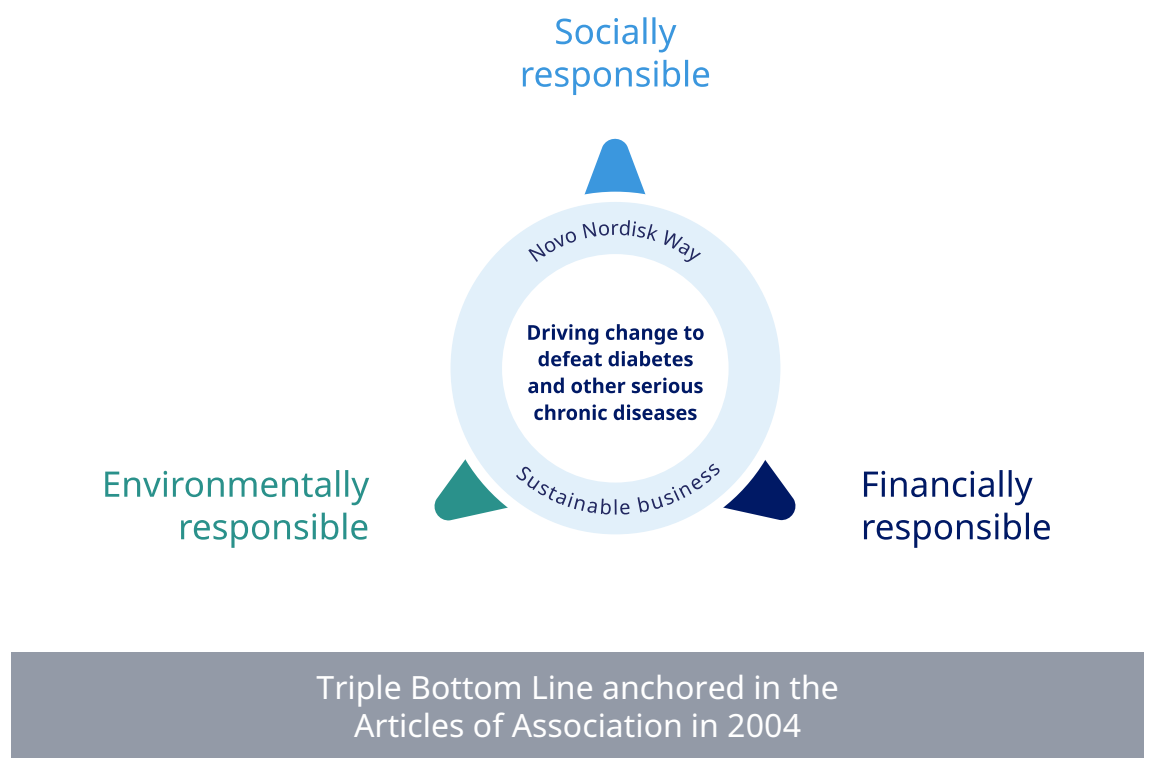 Socially
responsible
Novo Nordisk Way
Driving change to
defeat diabetes
and other serious
chronic diseases
Sustainable business
Environmentally
responsible
Financially
responsible
Triple Bottom Line anchored in the
Articles of Association in 2004